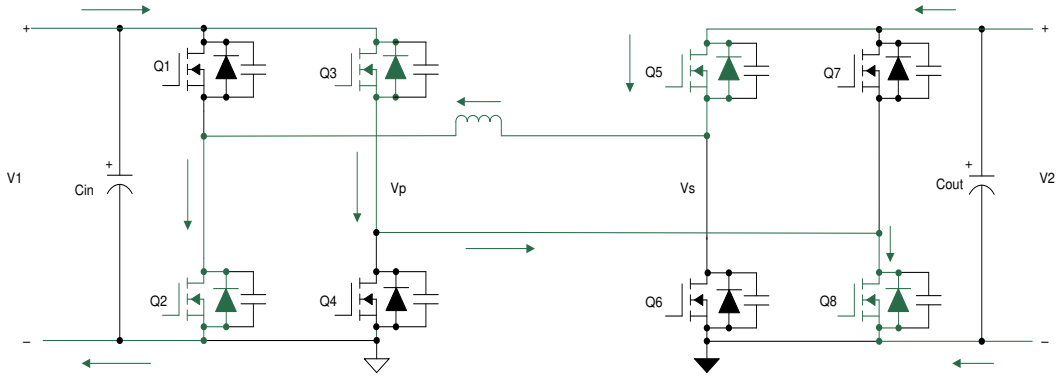 +
+
Q1
Q3
Q5
Q7
+
+
V1
Cin
Vp
Vs
Cout
V2
Q2
Q4
Q6
Q8
–
–